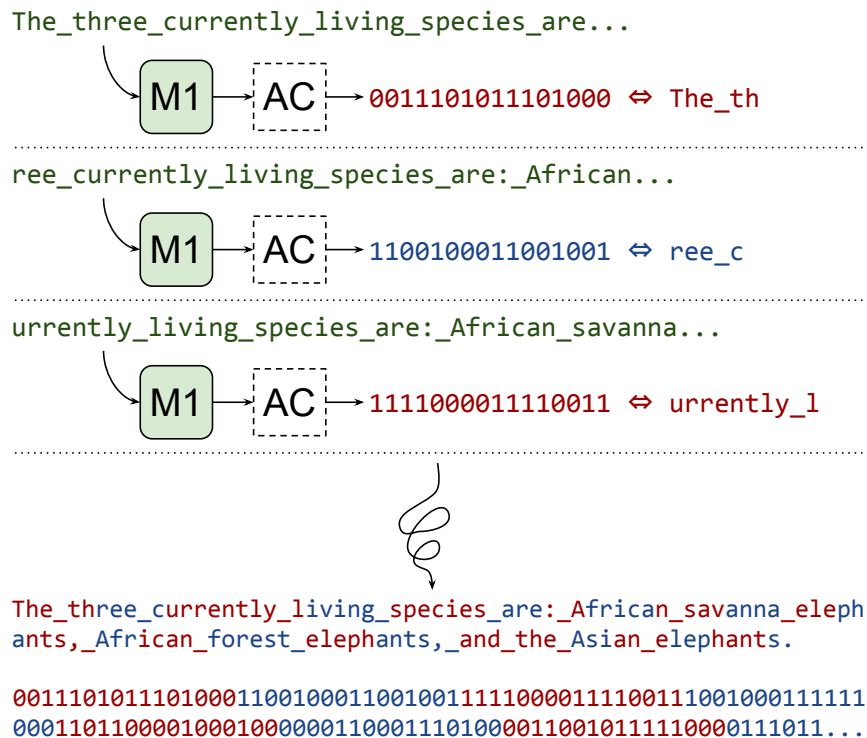 The_three_currently_living_species_are...
M1 AC 0011101011101000 ⇔ The_th
ree_currently_living_species_are:_African...
M1 AC 1100100011001001 ⇔ ree_c
urrently_living_species_are:_African_savanna...
M1 AC 1111000011110011 ⇔ urrently_l
The_three_currently_living_species_are:_African_savanna_eleph
ants,_African_forest_elephants,_and_the_Asian_elephants.
00111010111010001100100011001001111110000111100111001000111111
0001101100001000100000011000111010000110010111110000111011...